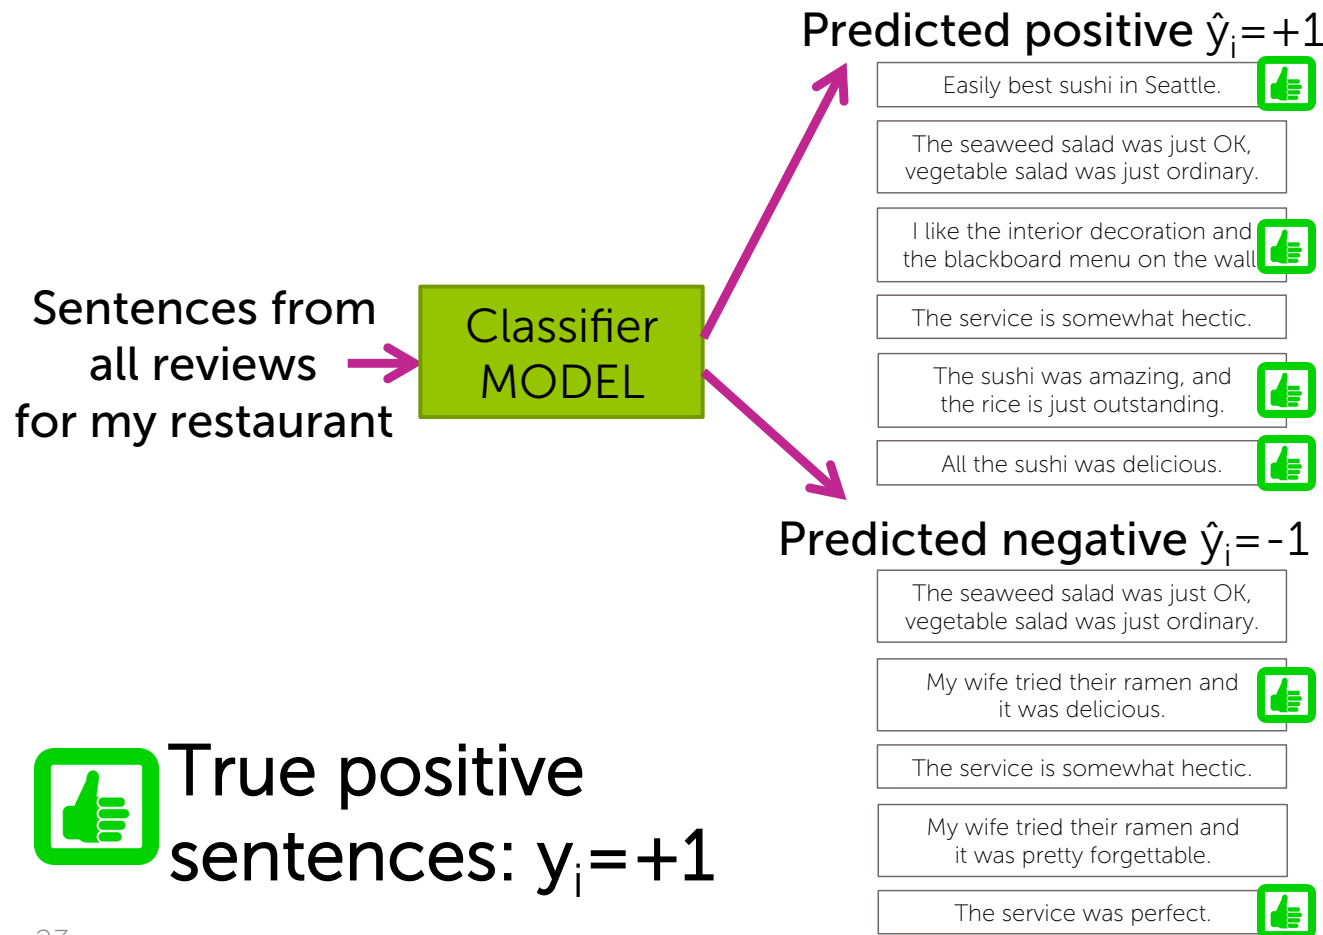 Predicted positive ŷᵢ=+1
Easily best sushi in Seattle.
The seaweed salad was just OK,
vegetable salad was just ordinary.
I like the interior decoration and
the blackboard menu on the wall
The service is somewhat hectic.
The sushi was amazing, and
the rice is just outstanding.
All the sushi was delicious.
Sentences from
all reviews
for my restaurant
Classifier
MODEL
Predicted negative ŷᵢ=-1
The seaweed salad was just OK,
vegetable salad was just ordinary.
My wife tried their ramen and
it was delicious.
The service is somewhat hectic.
My wife tried their ramen and
it was pretty forgettable.
The service was perfect.
True positive
sentences: yᵢ=+1